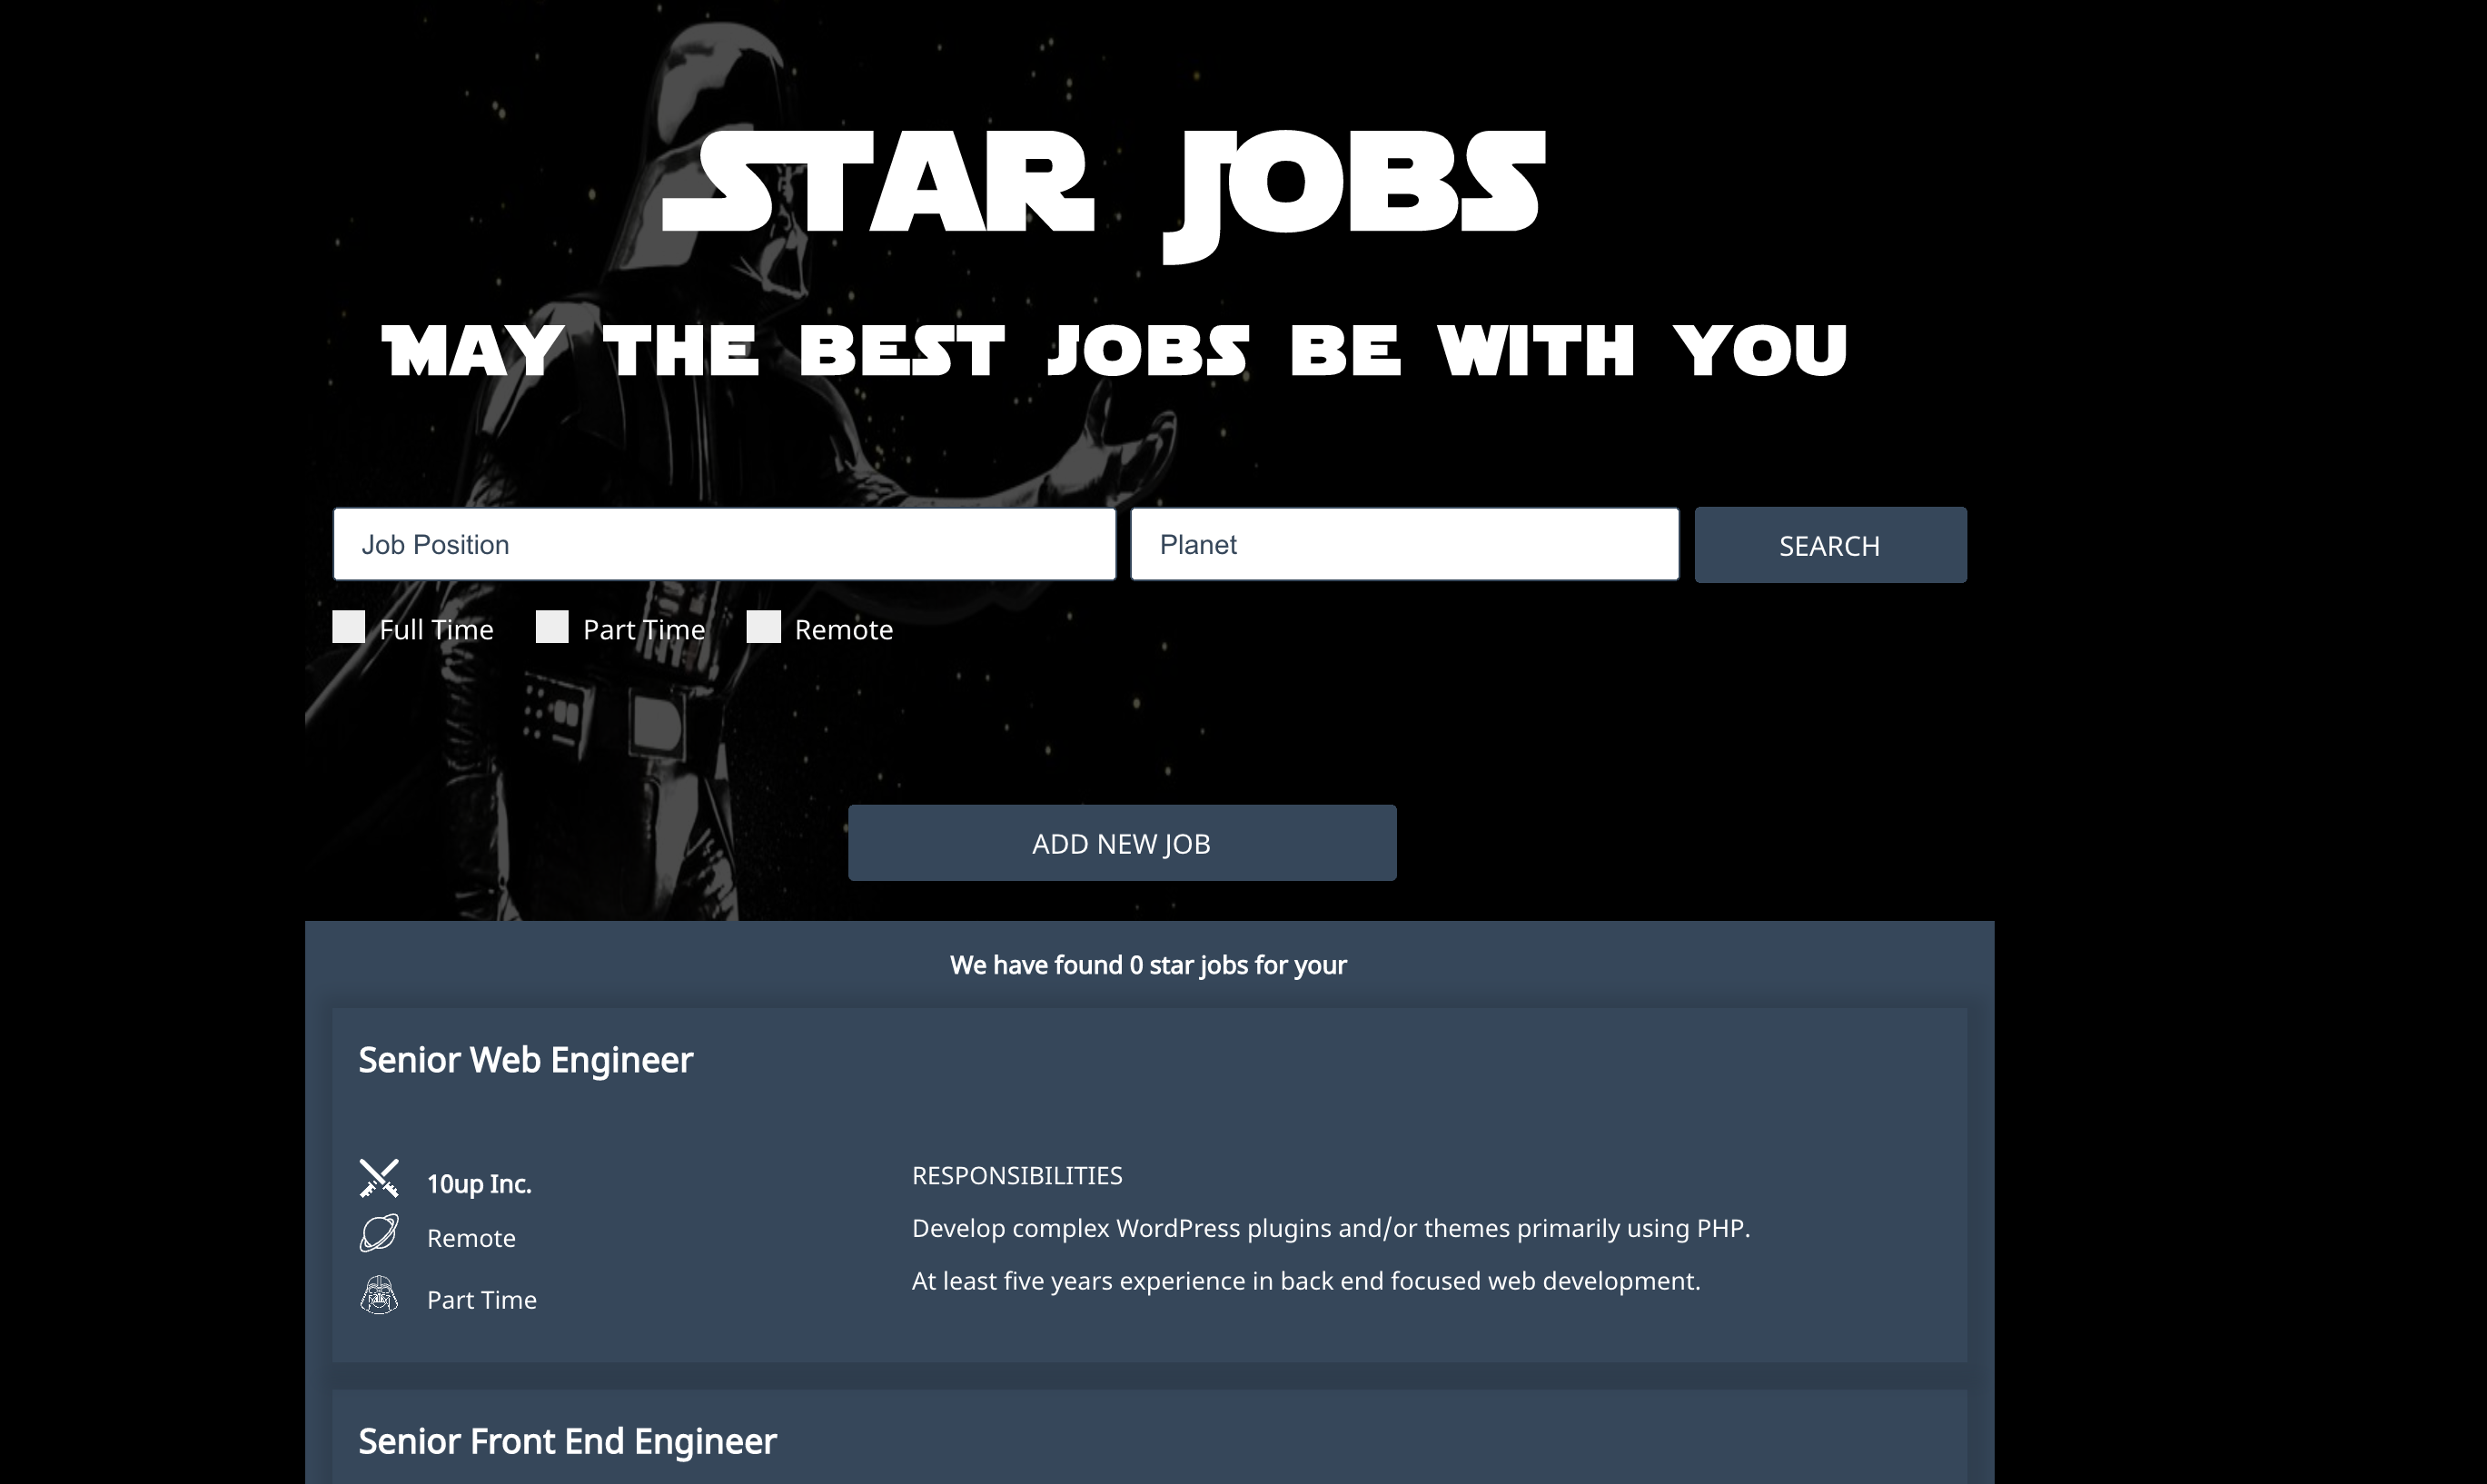 STAR JOBS
MAY THE BEST JOBS BE WITH YOU
Job Position
Planet
SEARCH
Full Time
Part Time
Remote
ADD NEW JOB
We have found 0 star jobs for your
Senior Web Engineer
10up Inc.
Remote
Part Time
RESPONSIBILITIES
Develop complex WordPress plugins and/or themes primarily using PHP.
At least five years experience in back end focused web development.
Senior Front End Engineer